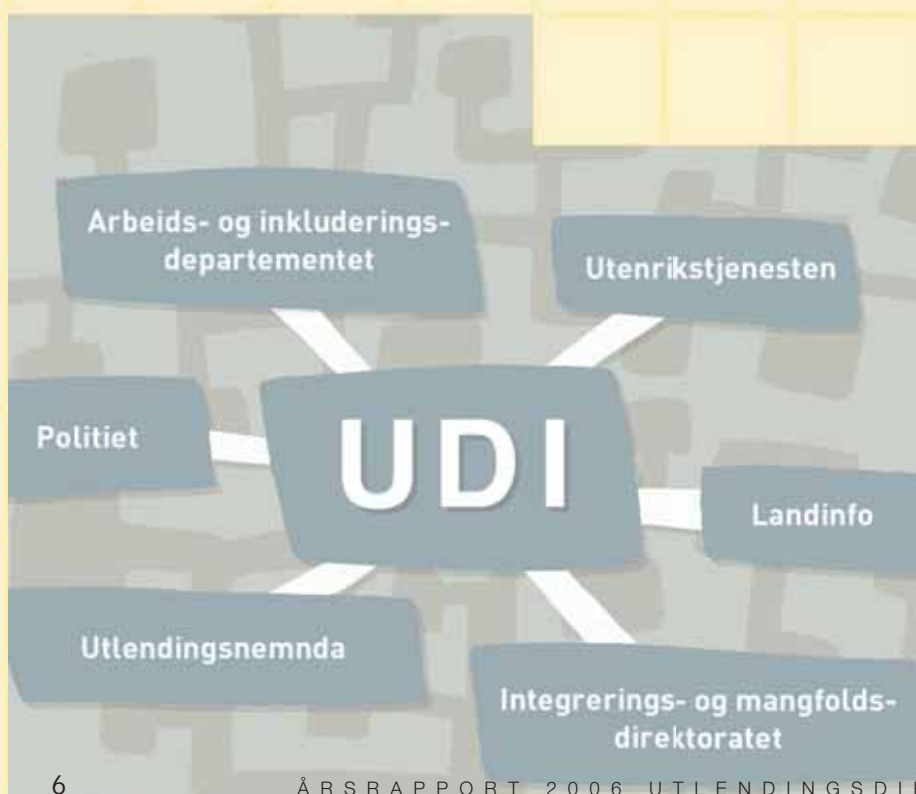 Arbeids- og inkluderings-
departementet
Utenrikstjenesten
Politiet
UDI
Landinfo
Utlendingsnemnda
Integrerings- og mangfolds-
direktoratet
6
ÅRSRAPPORT 2006 UTLENDINGSDI